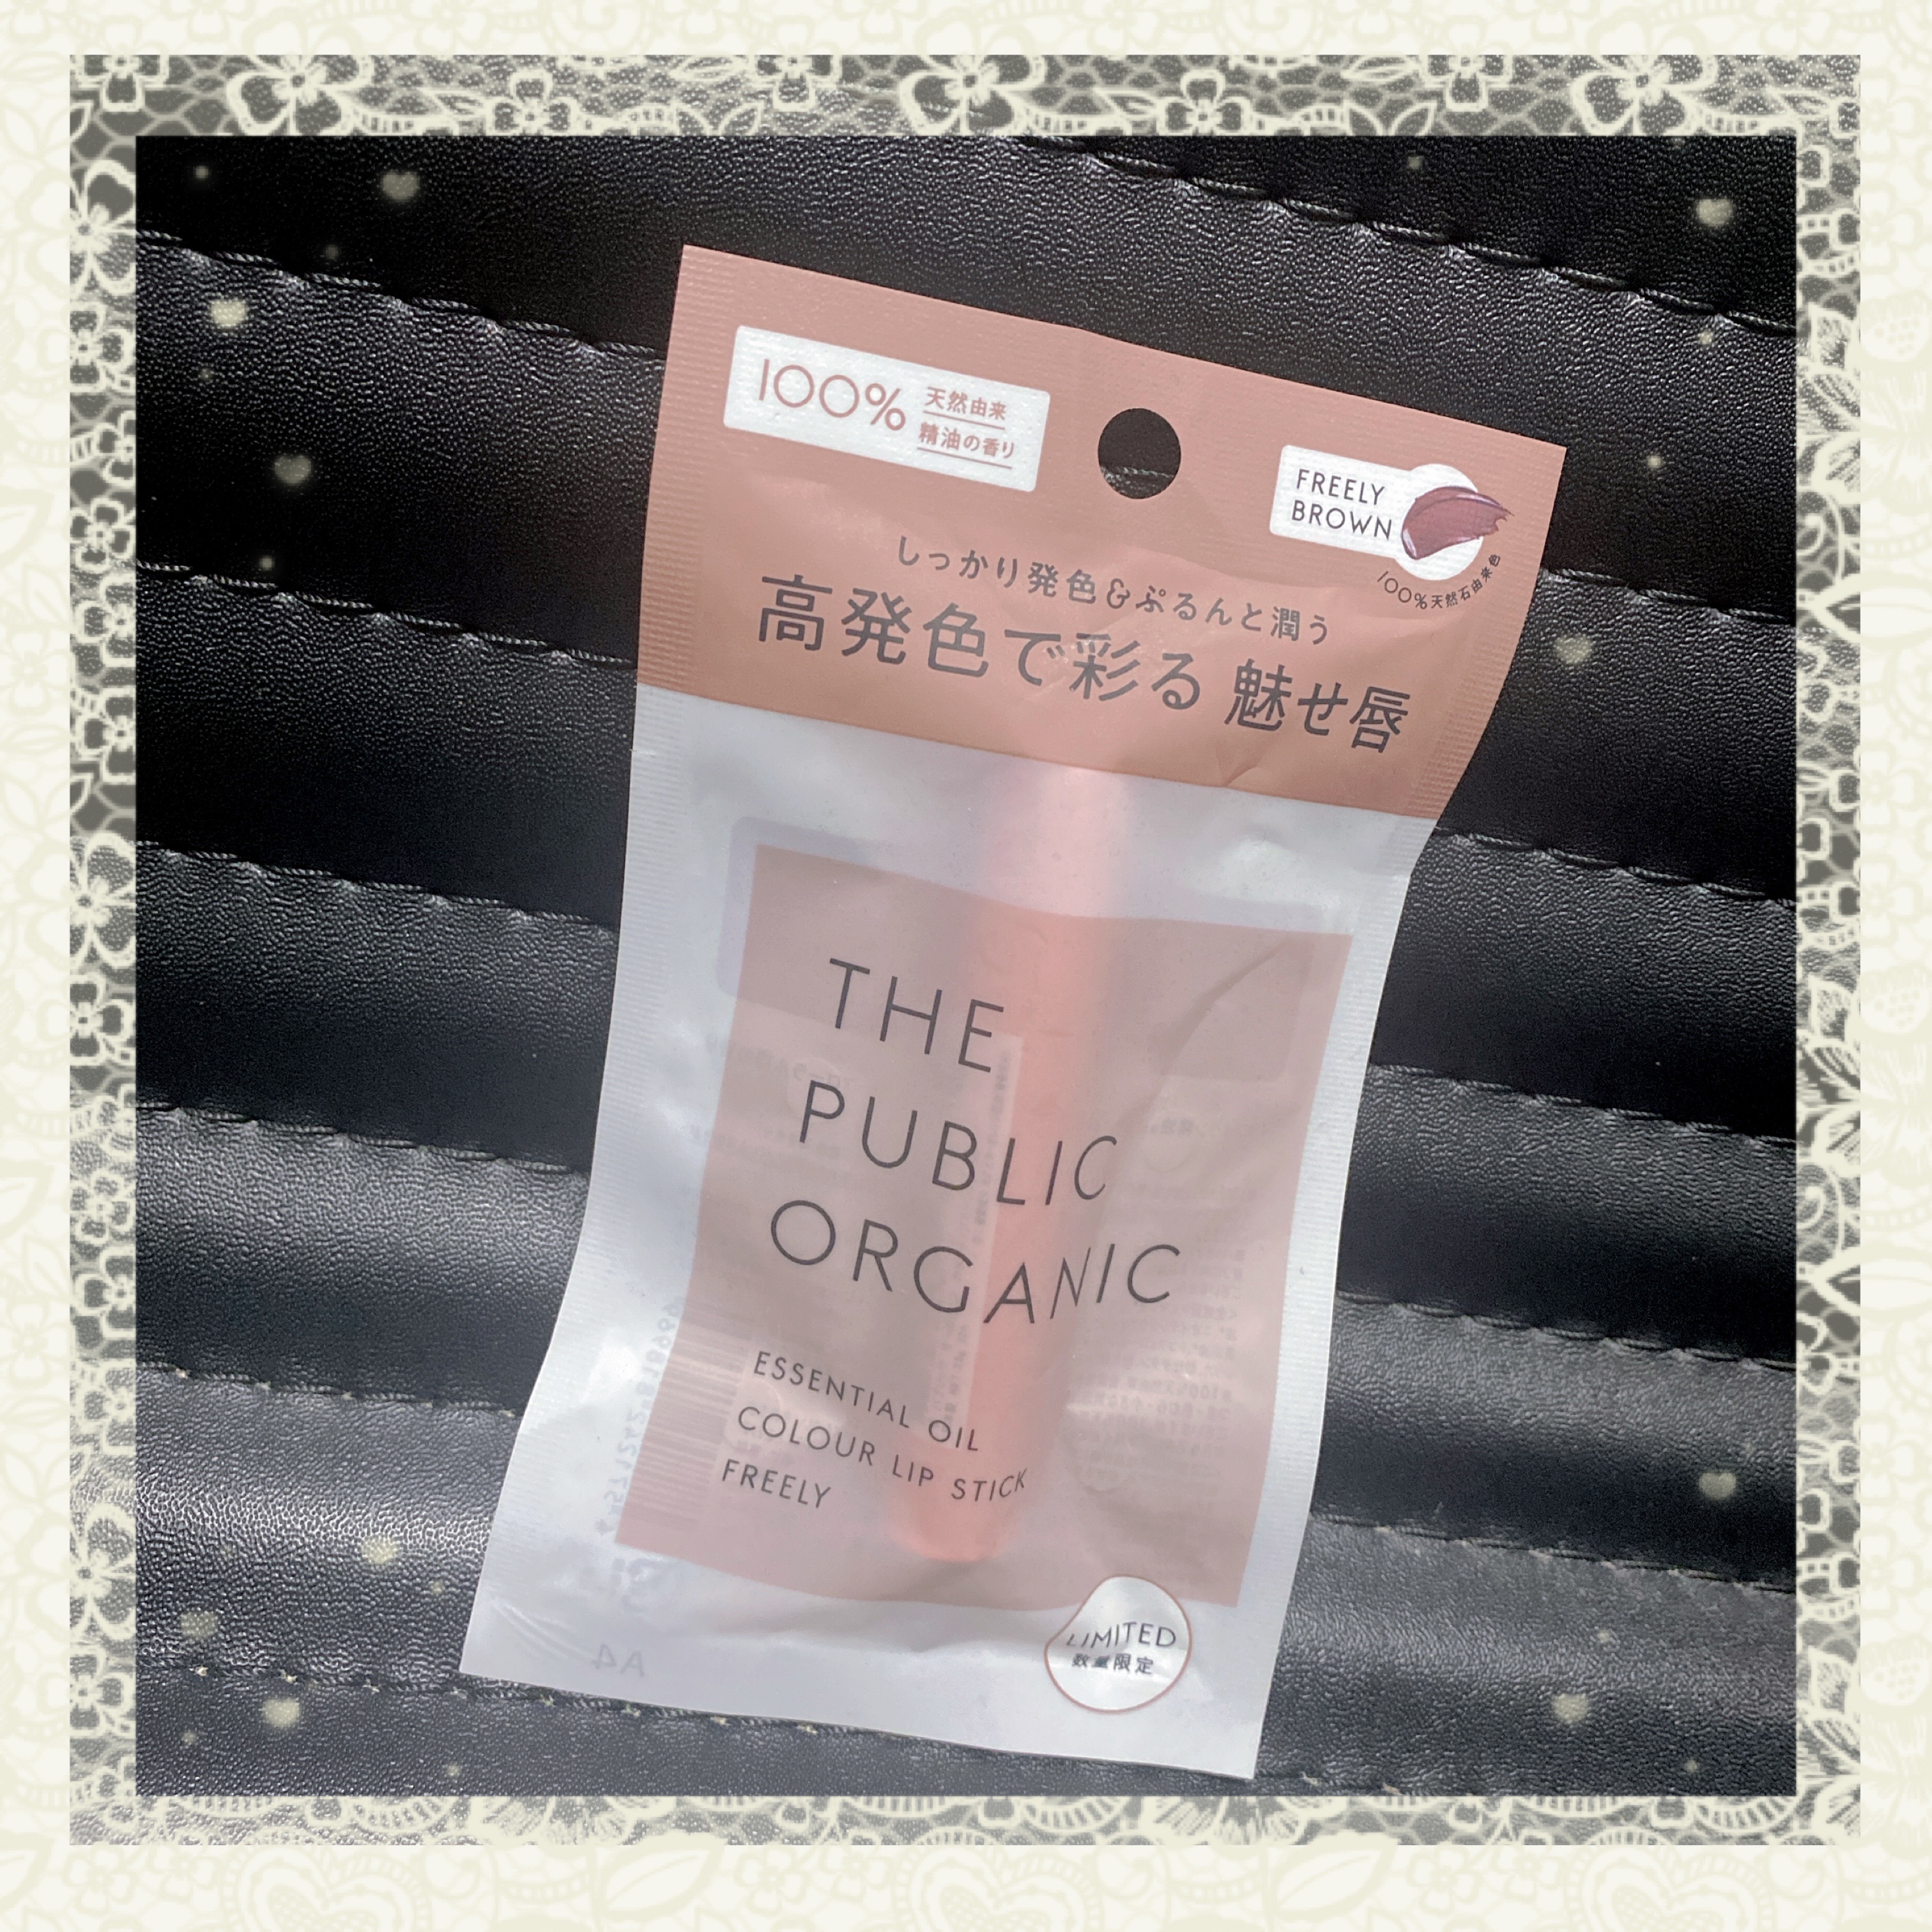 100% 天然由来
精油の香り
FREELY
BROWN
100%天然石由来色
しっかり発色&ぷるんと潤う
高発色で彩る 魅せ唇
THE
PUBLIC
ORGANIC
ESSENTIAL OIL
COLOUR LIP STICK
FREELY
LIMITED
数量限定
A4